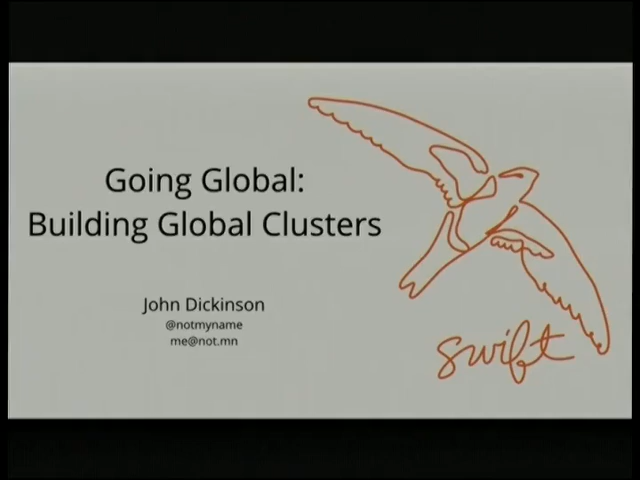 Going Global:
Building Global Clusters
John Dickinson
@notmyname
me@not.mn
swift